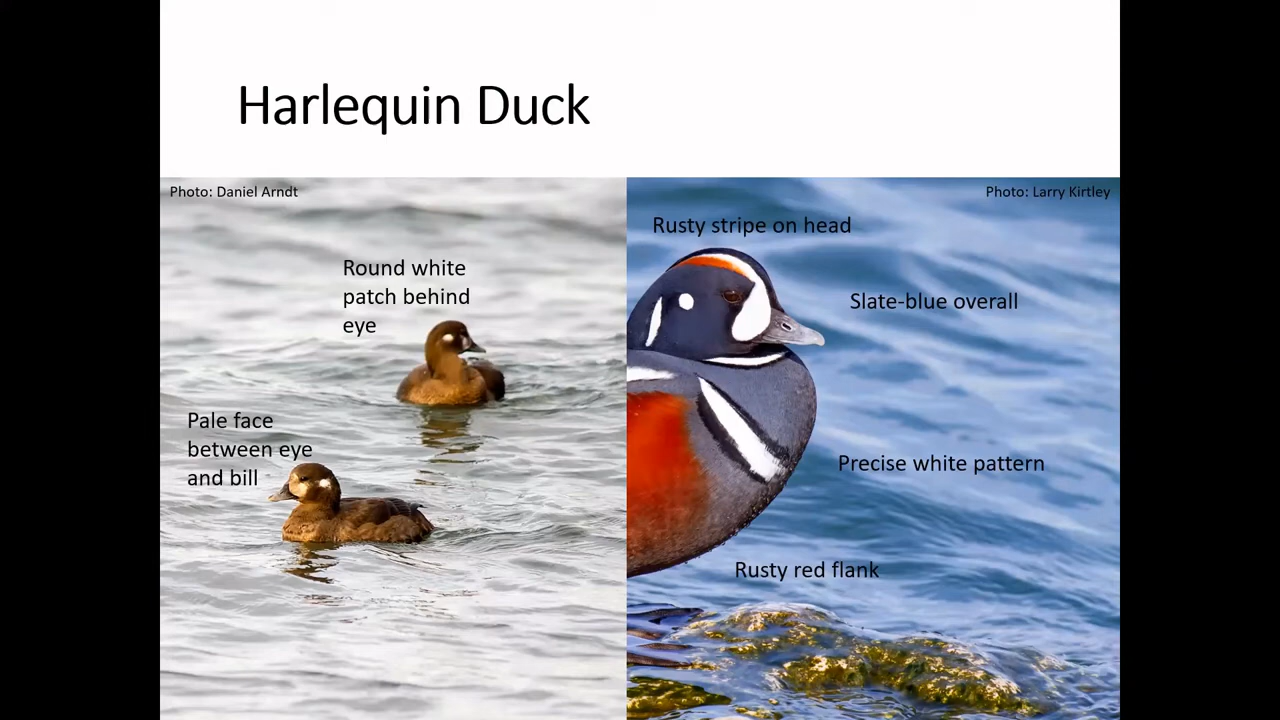 Harlequin Duck
Photo: Daniel Arndt
Round white
patch behind
eye
Pale face
between eye
and bill
Photo: Larry Kirtley
Rusty stripe on head
Slate-blue overall
Precise white pattern
Rusty red flank